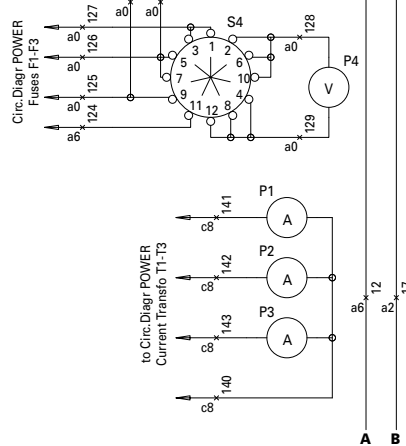 127
a0
a0
a0
126
a0
125
a0
124
a6
Circ.Diagr POWER
Fuses F1-F3
S4
3
1
2
5
6
7
10
9
4
11
12
8
128
a0
P4
V
129
a0
P1
141
c8
A
P2
142
c8
A
P3
143
c8
A
140
c8
to Circ.Diagr POWER
Current Transfo T1-T3
12
a6
17
a2
A
B